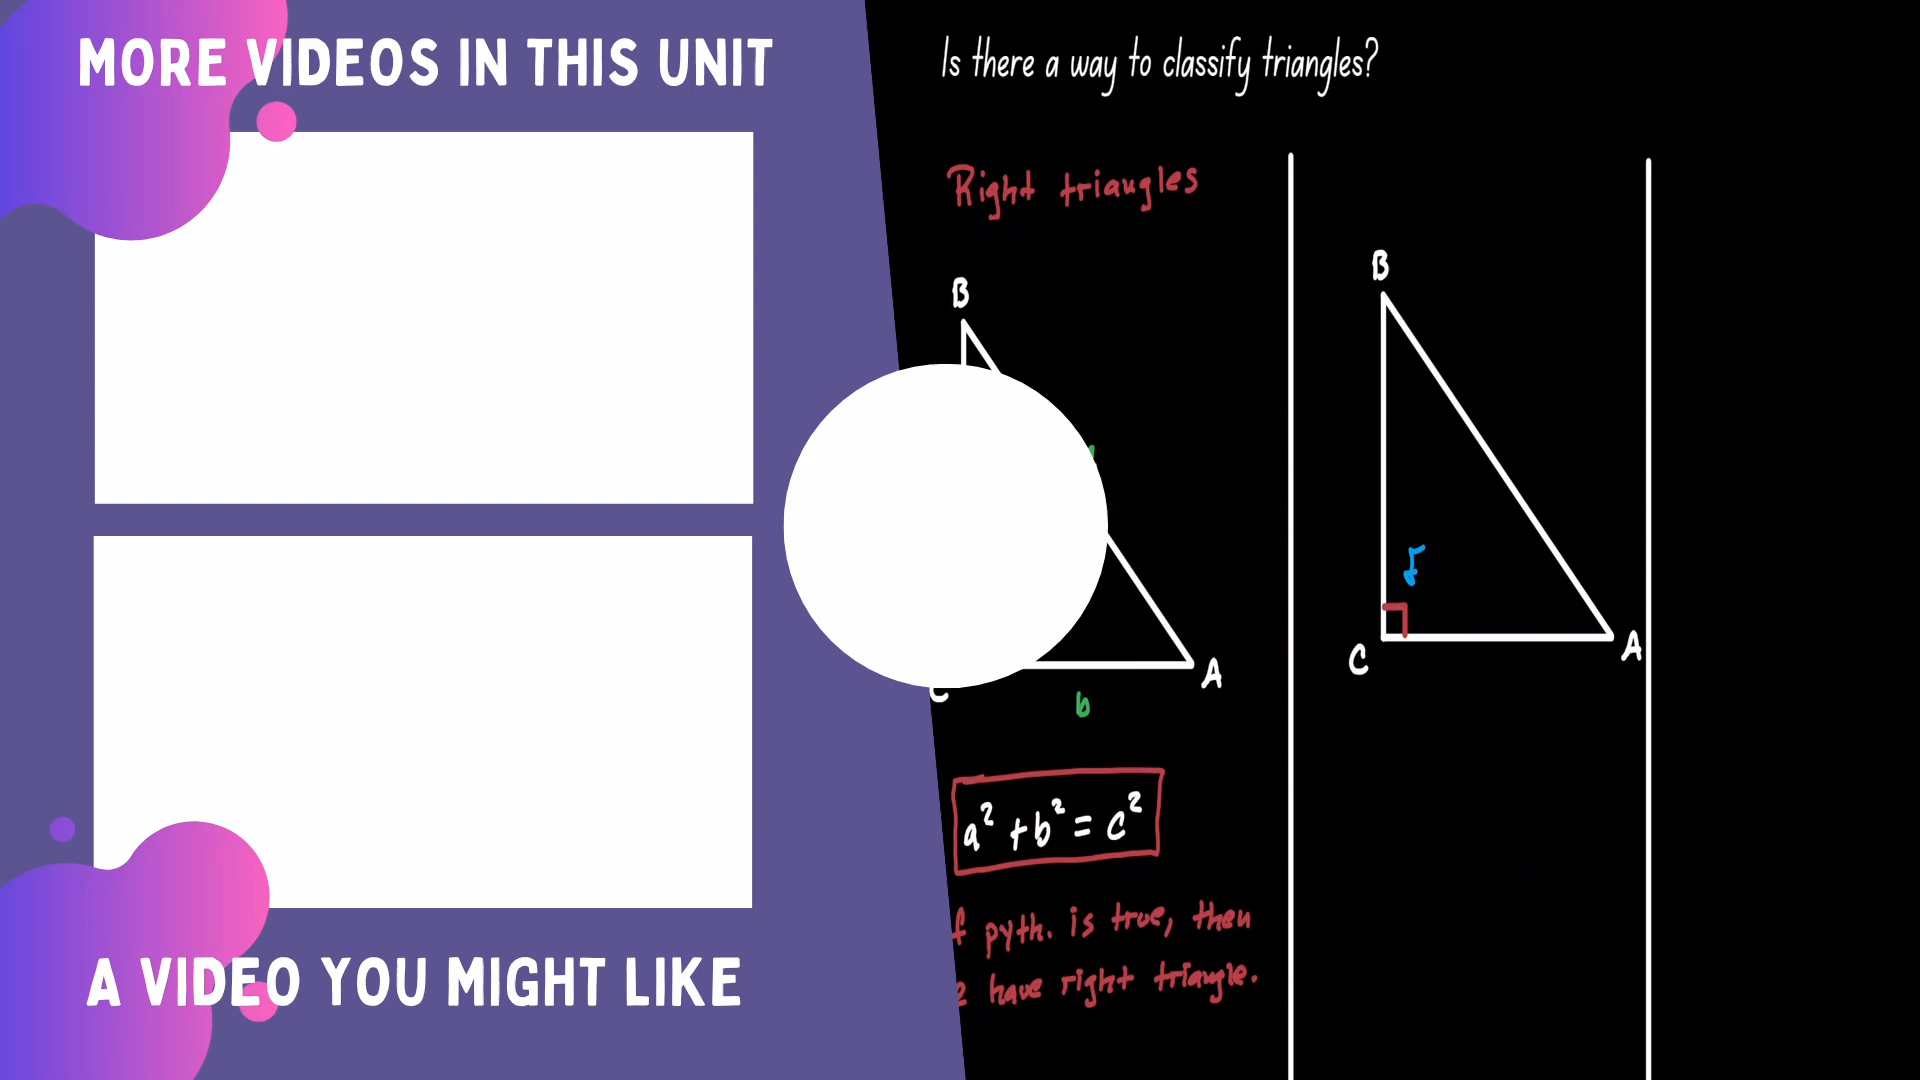 MORE VIDEOS IN THIS UNIT
A VIDEO YOU MIGHT LIKE
Is there a way to classify triangles?
Right triangles
B
A
C
b
a² + b² = c²
f pyth. is true, then
have right triangle.
B
C
A